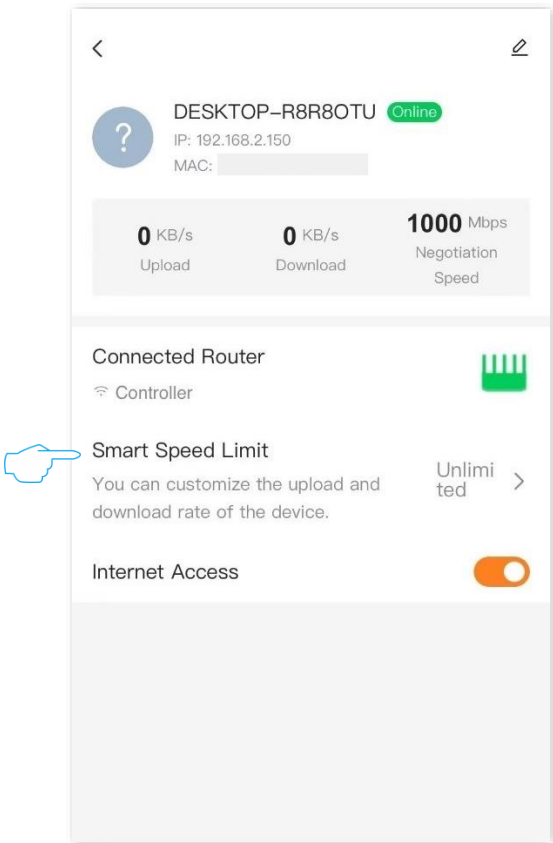 ?
DESKTOP-R8R8OTU Online
IP: 192.168.2.150
MAC:
0 KB/s
Upload
0 KB/s
Download
1000 Mbps
Negotiation
Speed
Connected Router
Controller
Smart Speed Limit
You can customize the upload and
download rate of the device.
Unlimi
ted
Internet Access